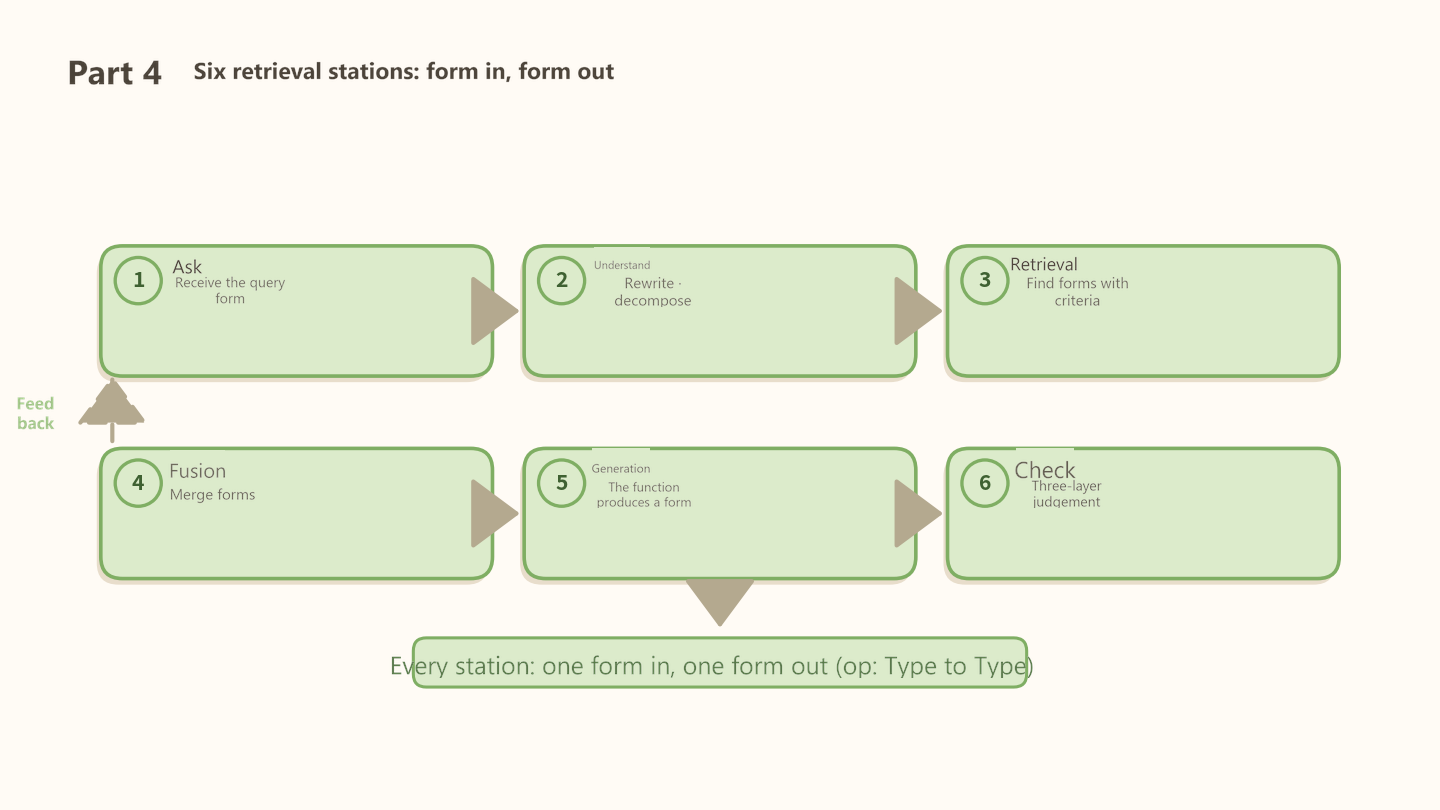 Part 4
Six retrieval stations: form in, form out
1
Ask
Receive the query
form
2
Understand
Rewrite ·
decompose
3
Retrieval
Find forms with
criteria
Feed
back
4
Fusion
Merge forms
5
Generation
The function
produces a form
6
Check
Three-layer
judgement
Every station: one form in, one form out (op: Type to Type)